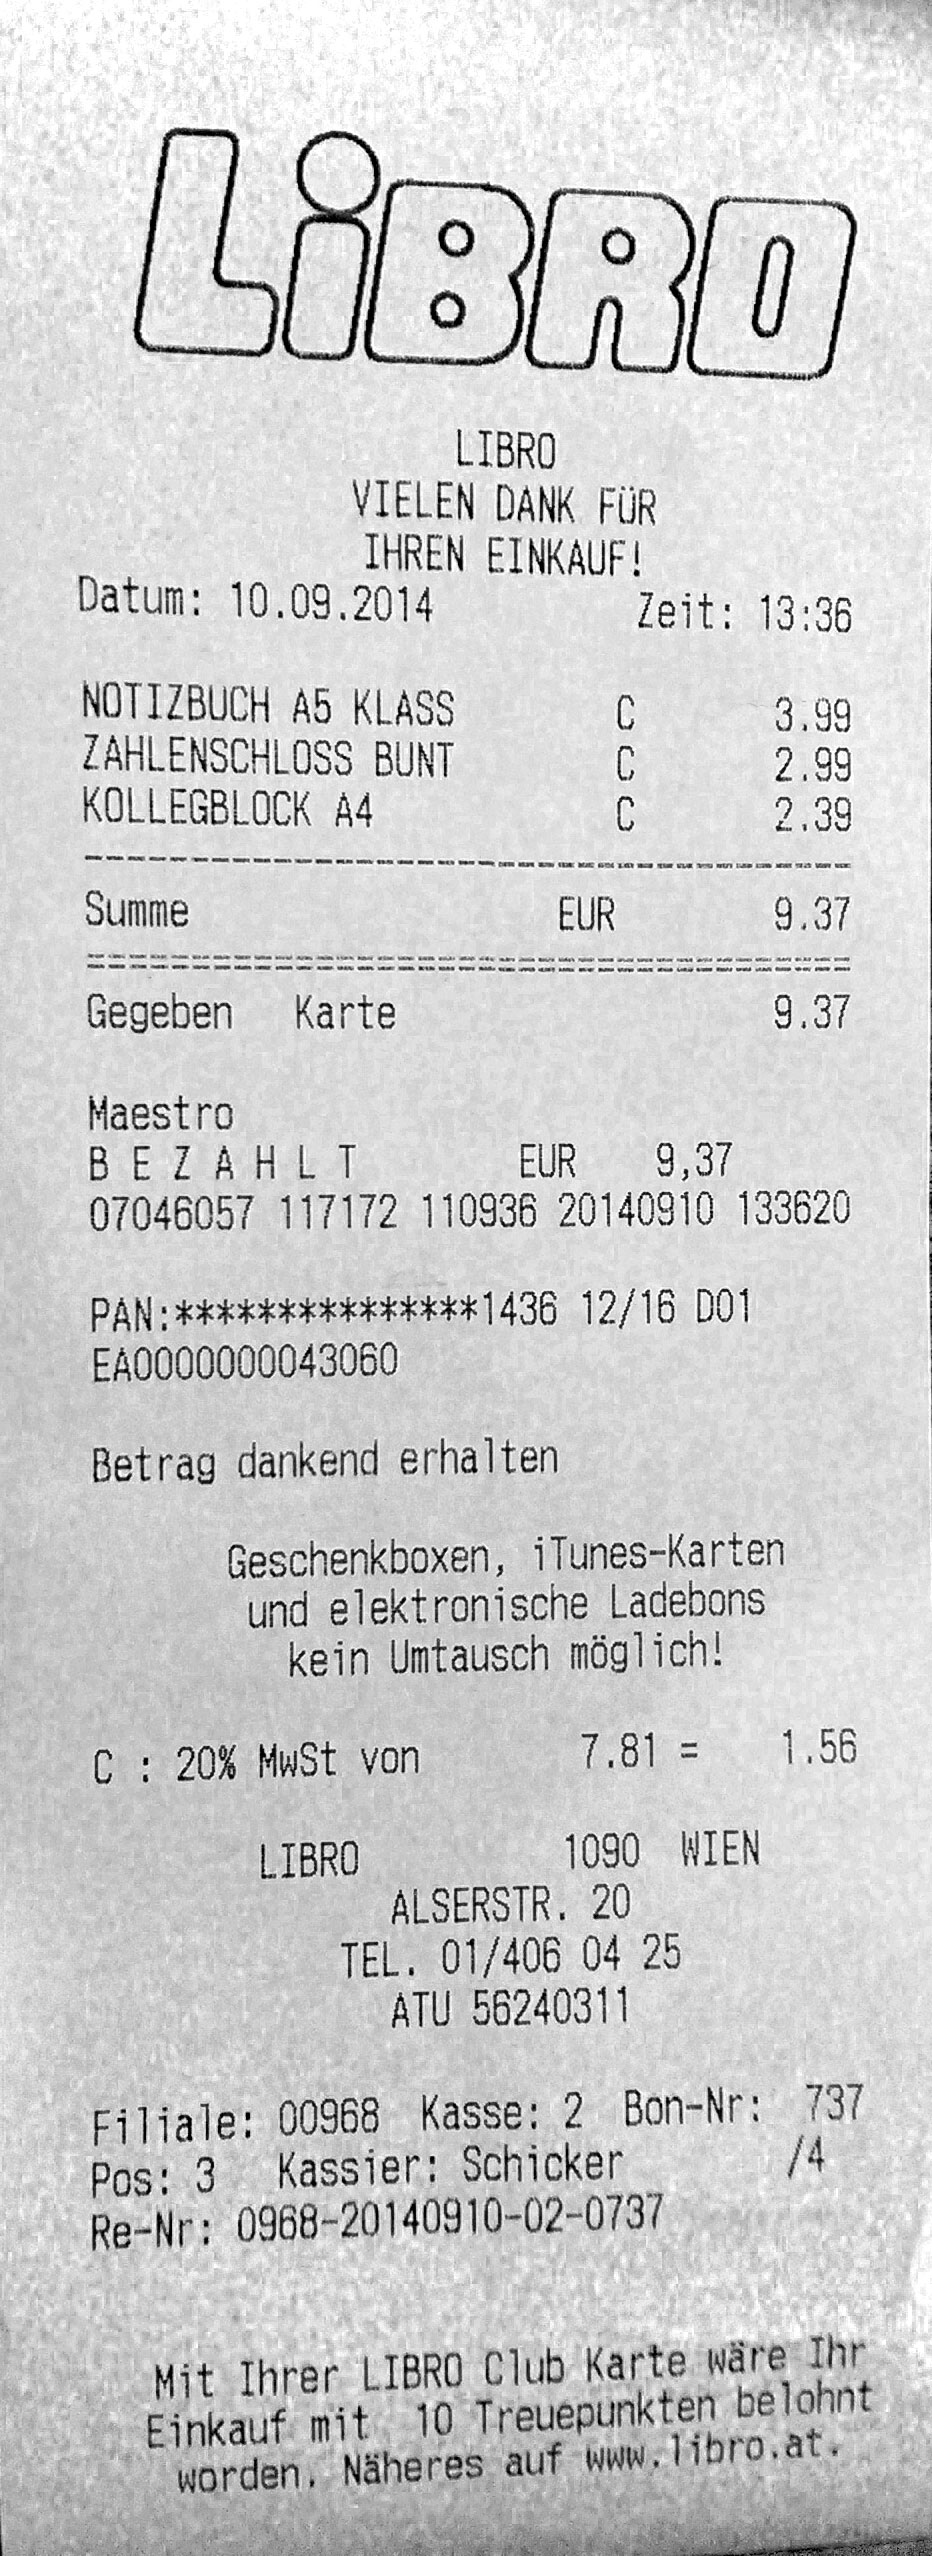 LiBRO
LIBRO
VIELEN DANK FÜR
IHREN EINKAUF!
Datum: 10.09.2014 Zeit: 13:36
NOTIZBUCH A5 KLASS C 3.99
ZAHLENSCHLOSS BUNT C 2.99
KOLLEGBLOCK A4 C 2.39
Summe EUR 9.37
Gegeben Karte 9.37
Maestro
B E Z A H L T EUR 9,37
07046057 117172 110936 20140910 133620
PAN:***************1436 12/16 D01
EA0000000043060
Betrag dankend erhalten
Geschenkboxen, iTunes-Karten
und elektronische Ladebons
kein Umtausch möglich!
C : 20% MwSt von 7.81 = 1.56
LIBRO 1090 WIEN
ALSERSTR. 20
TEL. 01/406 04 25
ATU 56240311
Filiale: 00968 Kasse: 2 Bon-Nr: 737
Pos: 3 Kassier: Schicker /4
Re-Nr: 0968-20140910-02-0737
Mit Ihrer LIBRO Club Karte wäre Ihr
Einkauf mit 10 Treuepunkten belohnt
worden. Näheres auf www.libro.at.